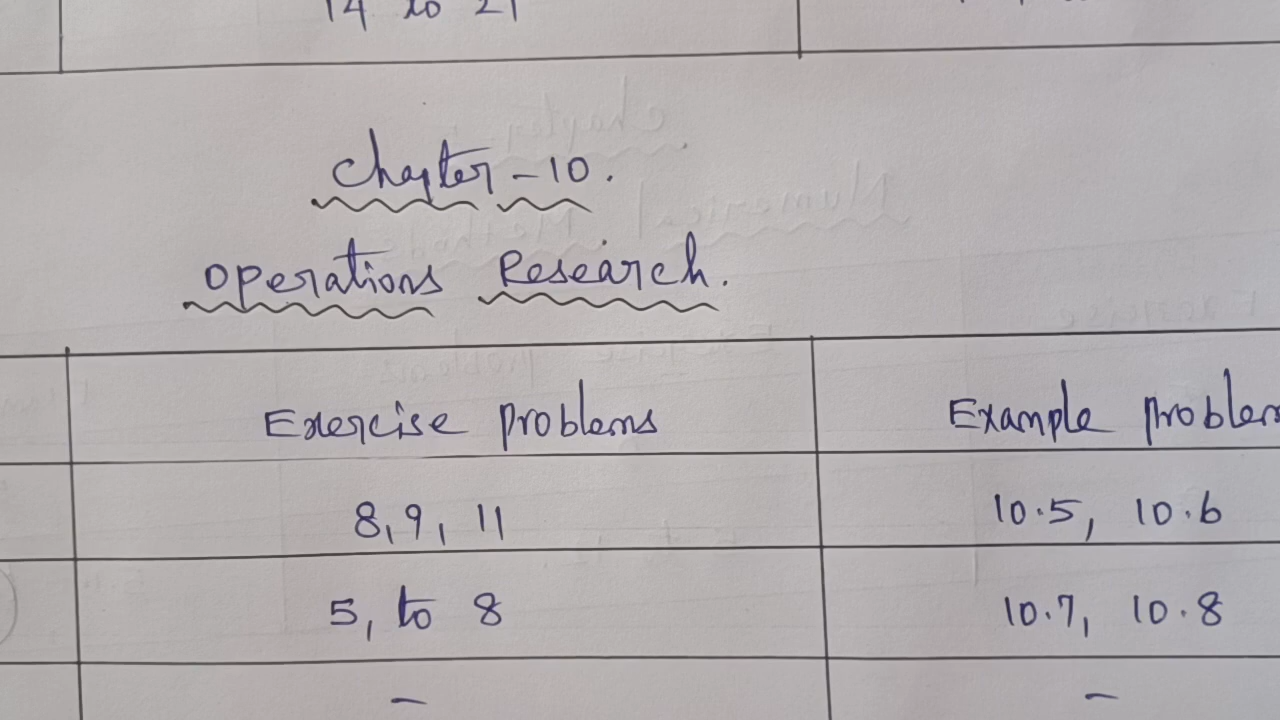 14 to 21
Chapter - 10.
Operations Research.
Exercise Problems Example Problem
8, 9, 11 10.5, 10.6
5, to 8 10.7, 10.8
- -